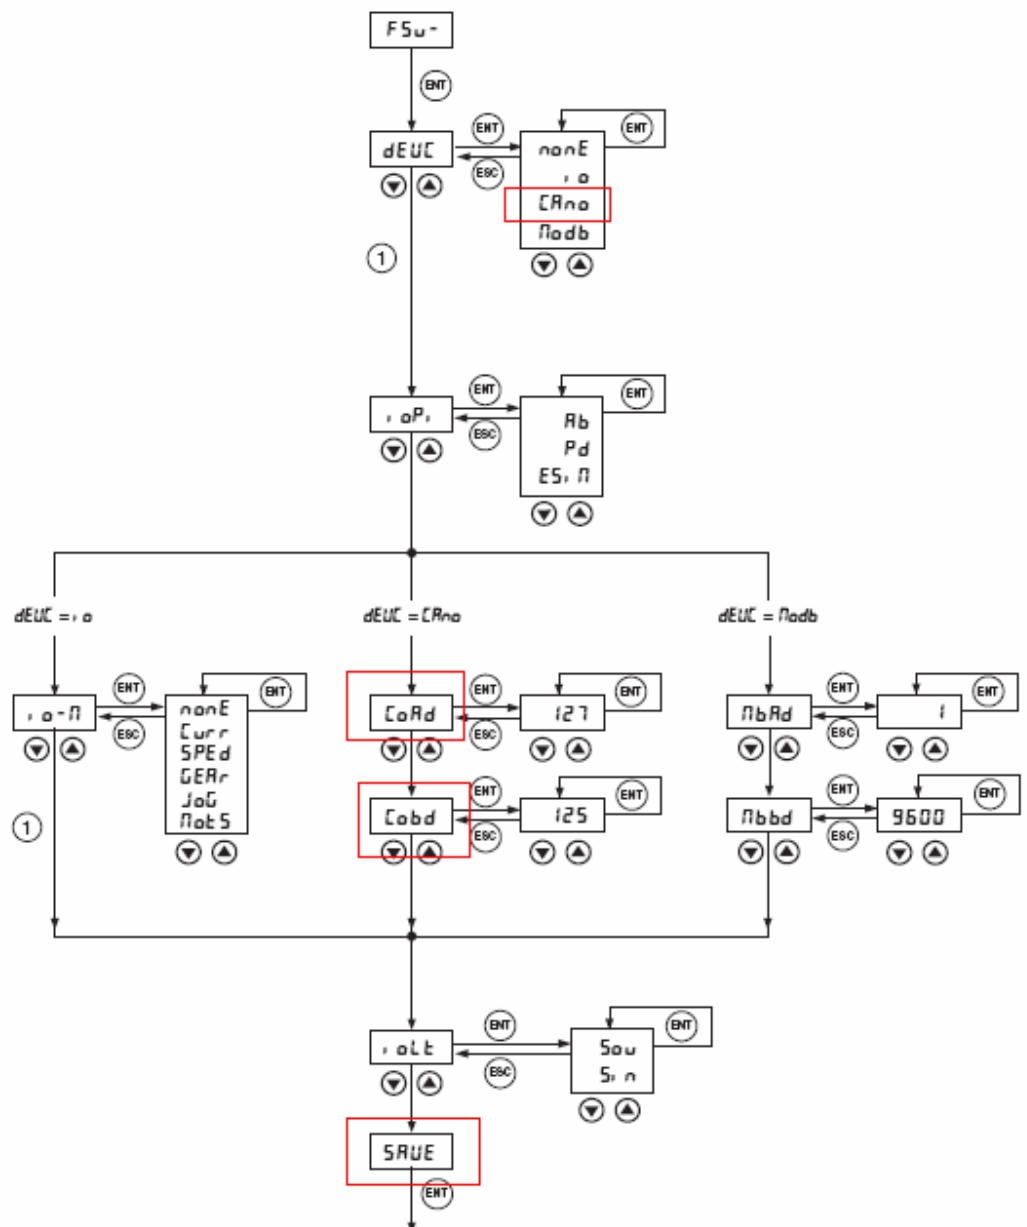 FSu-
ENT
dEUC
ENT
ESC
nonE
io
CAno
Modb
ENT
1
ioPi
ENT
ESC
Ab
Pd
ESiM
ENT
dEUC = io
dEUC = CAno
dEUC = Modb
io-M
ENT
ESC
nonE
Curr
SPEd
GEAr
JoG
MotS
ENT
CoAd
ENT
ESC
127
ENT
MbAd
ENT
ESC
1
ENT
1
Cobd
ENT
ESC
125
ENT
Mbbd
ENT
ESC
9600
ENT
ioLt
ENT
ESC
Sou
Sin
ENT
SAUE
ENT